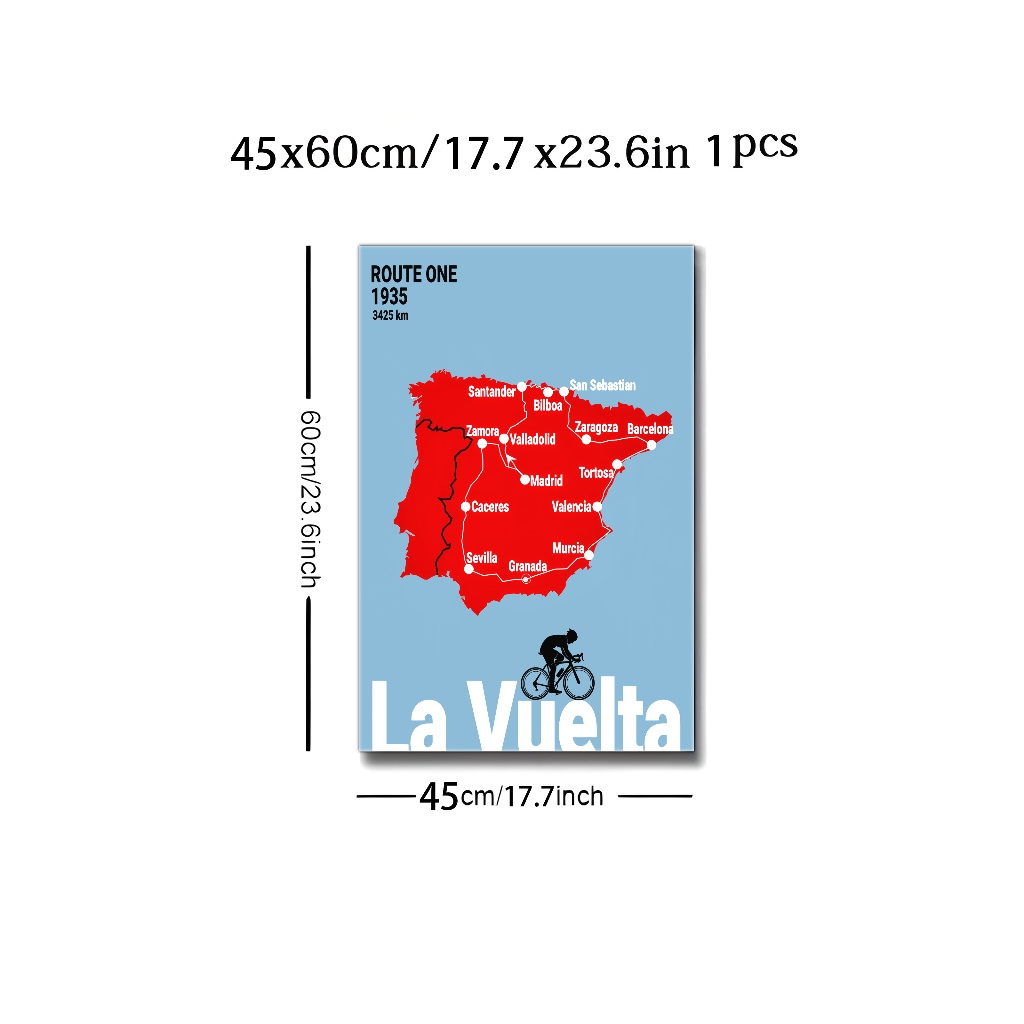 45x60cm/17.7 x23.6in 1pcs
ROUTE ONE
1935
3425 km
Santander
San Sebastian
Bilboa
Zamora
Valladolid
Zaragoza
Barcelona
Tortosa
Madrid
Caceres
Valencia
Murcia
Sevilla
Granada
60cm/23.6inch
La Vuelta
45cm/17.7inch